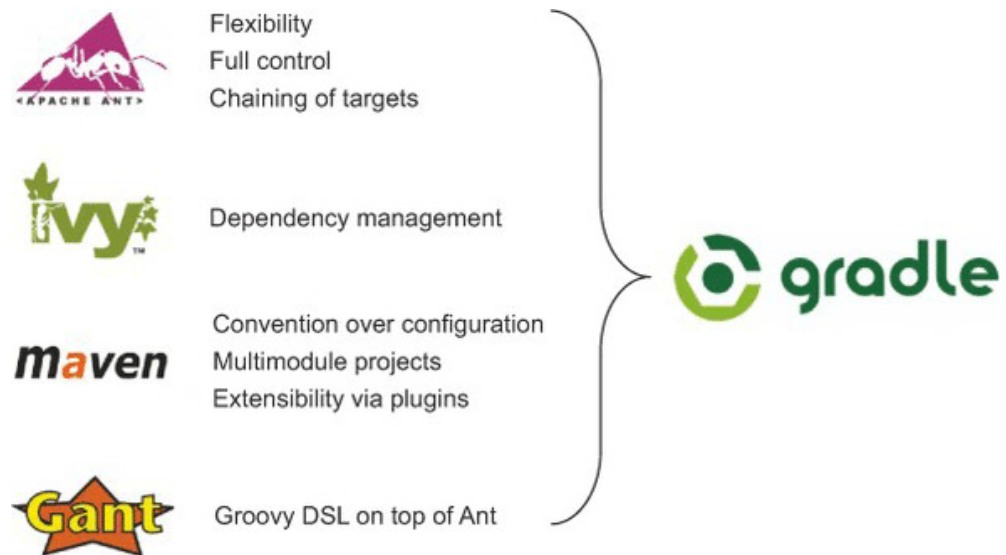 Flexibility
Full control
Chaining of targets
<APACHE ANT>
ivy™
Dependency management
gradle
Convention over configuration
maven
Multimodule projects
Extensibility via plugins
Gant
Groovy DSL on top of Ant